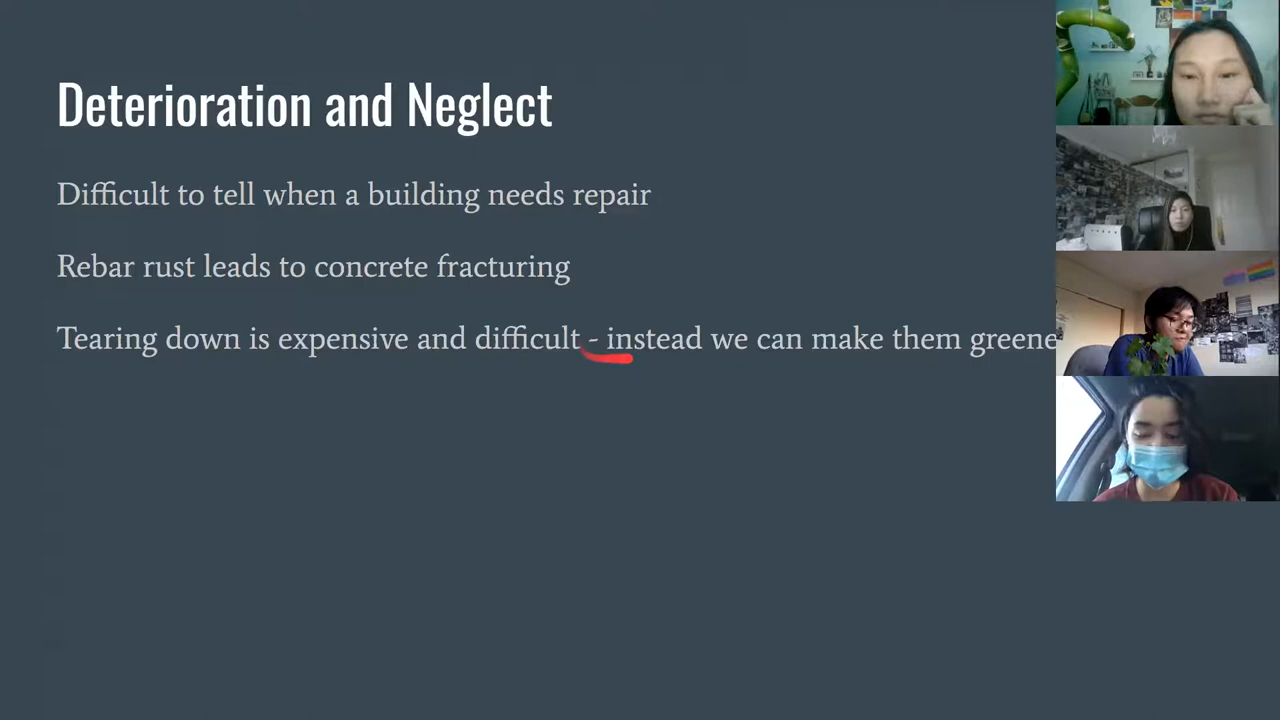 Deterioration and Neglect
Difficult to tell when a building needs repair
Rebar rust leads to concrete fracturing
Tearing down is expensive and difficult - instead we can make them greene